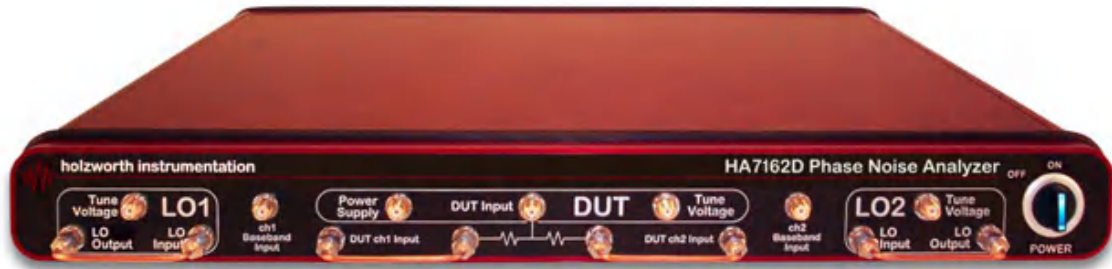 holzworth instrumentation
HA7162D Phase Noise Analyzer
OFF
ON
POWER
Tune
Voltage
LO1
LO
Output
LO
Input
ch1
Baseband
Input
Power
Supply
DUT Input
DUT
Tune
Voltage
DUT ch1 Input
DUT ch2 Input
ch2
Baseband
Input
LO2
Tune
Voltage
LO
Input
LO
Output